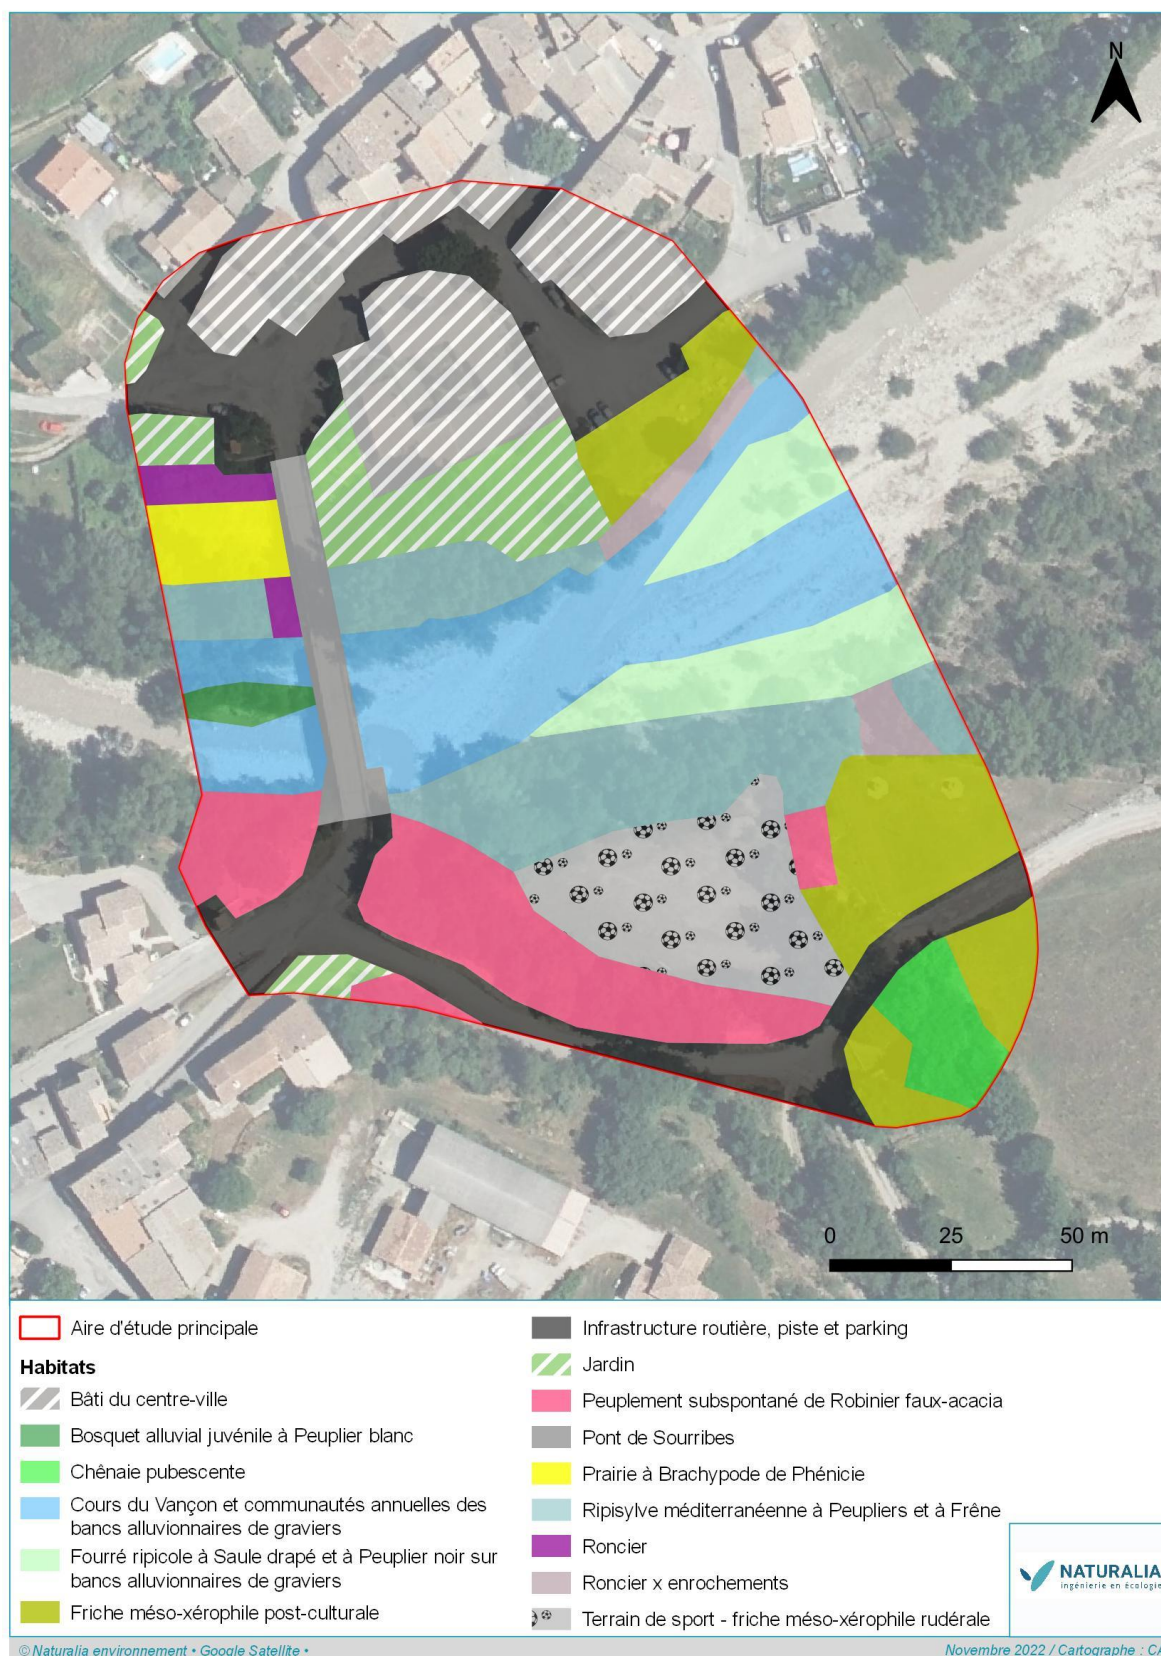 N
0 25 50 m
Aire d'étude principale
Habitats
Bâti du centre-ville
Bosquet alluvial juvénile à Peuplier blanc
Chênaie pubescente
Cours du Vançon et communautés annuelles des
bancs alluvionnaires de graviers
Fourré ripicole à Saule drapé et à Peuplier noir sur
bancs alluvionnaires de graviers
Friche méso-xérophile post-culturale
Infrastructure routière, piste et parking
Jardin
Peuplement subspontané de Robinier faux-acacia
Pont de Sourribes
Prairie à Brachypode de Phénicie
Ripisylve méditerranéenne à Peupliers et à Frêne
Roncier
Roncier x enrochements
Terrain de sport - friche méso-xérophile rudérale
NATURALIA
ingénierie en écologie
© Naturalia environnement • Google Satellite •
Novembre 2022 / Cartographe : CA